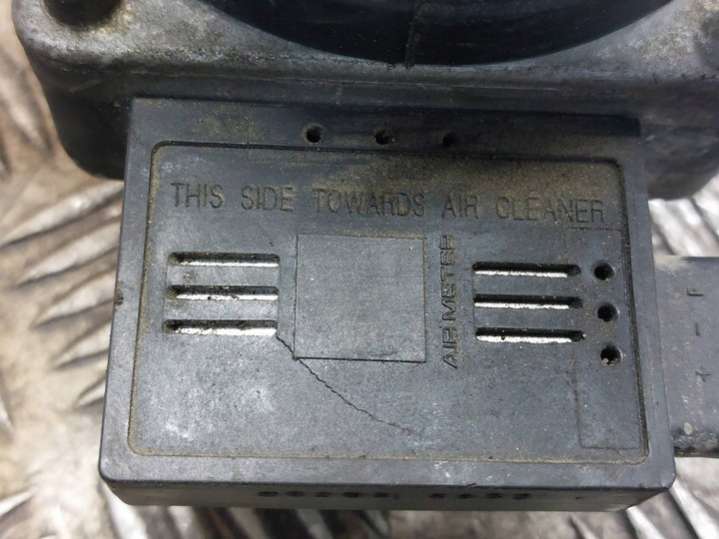 THIS SIDE TOWARDS AIR CLEANER
AIR METER
+ - F